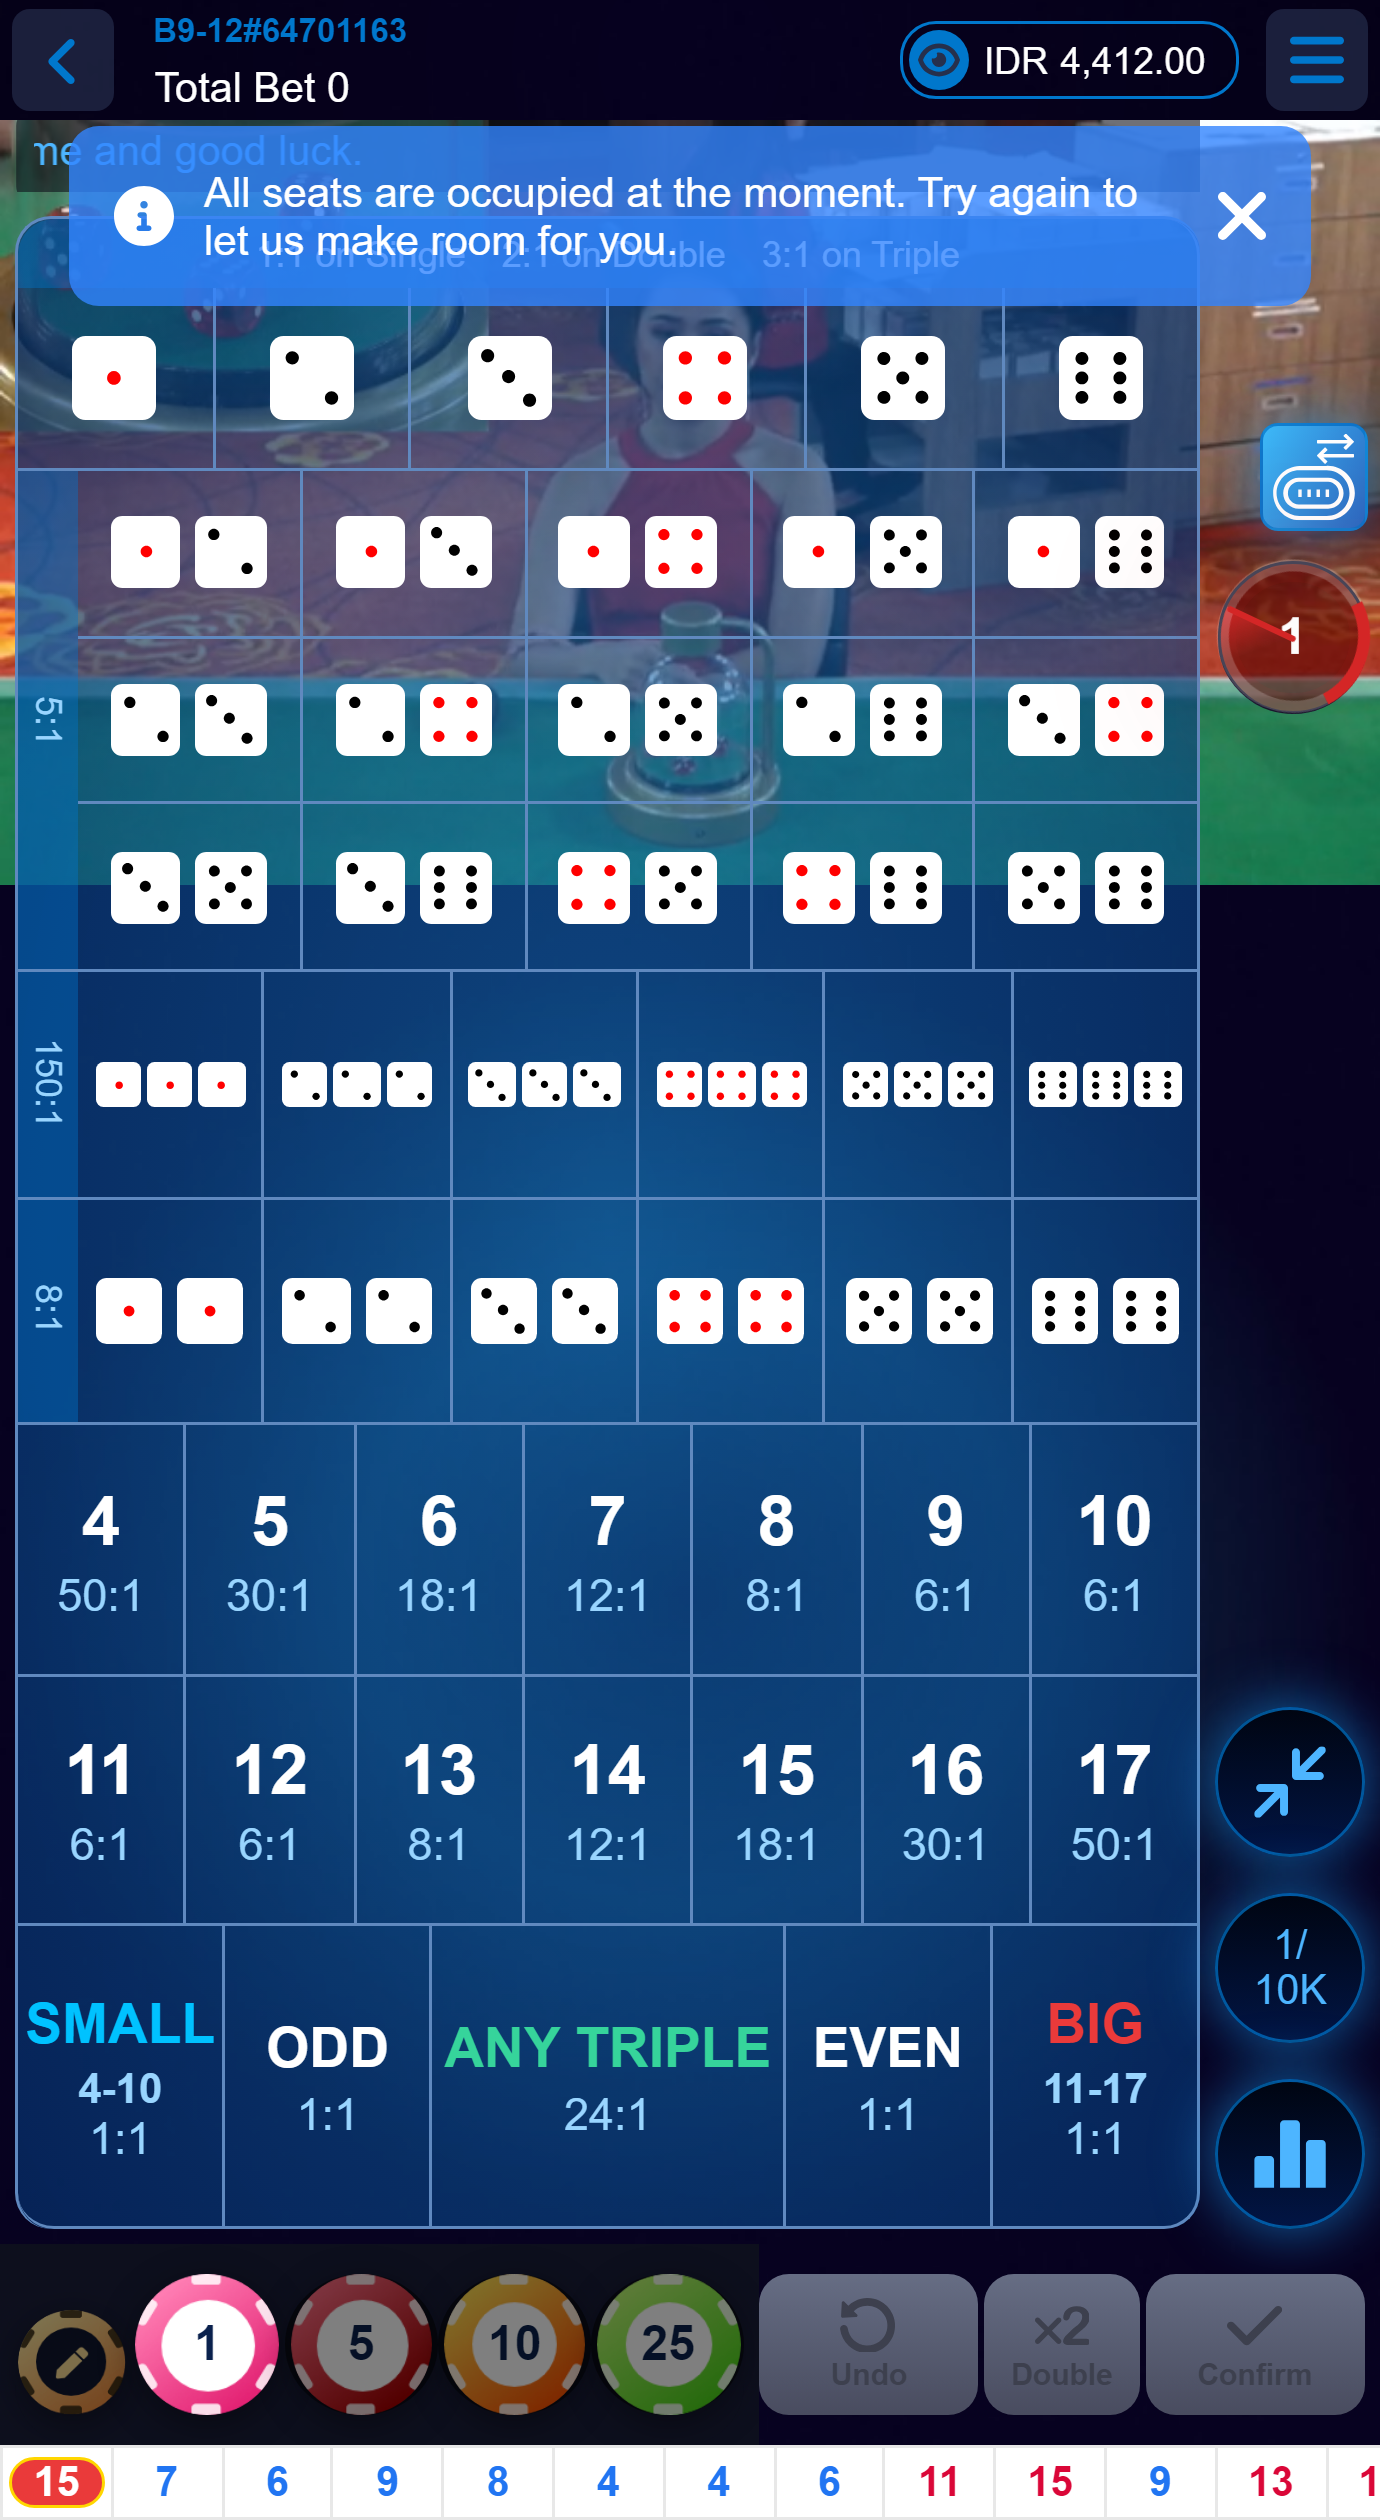 B9-12#64701163
Total Bet 0
IDR 4,412.00
me and good luck.
All seats are occupied at the moment. Try again to
let us make room for you.
1:1 on Single 2:1 on Double 3:1 on Triple
1
5:1
150:1
8:1
4 5 6 7 8 9 10
50:1 30:1 18:1 12:1 8:1 6:1 6:1
11 12 13 14 15 16 17
6:1 6:1 8:1 12:1 18:1 30:1 50:1
1/
10K
SMALL ODD ANY TRIPLE EVEN BIG
4-10 11-17
1:1 1:1 24:1 1:1 1:1
1 5 10 25
x2
Undo Double Confirm
15 7 6 9 8 4 4 6 11 15 9 13 1